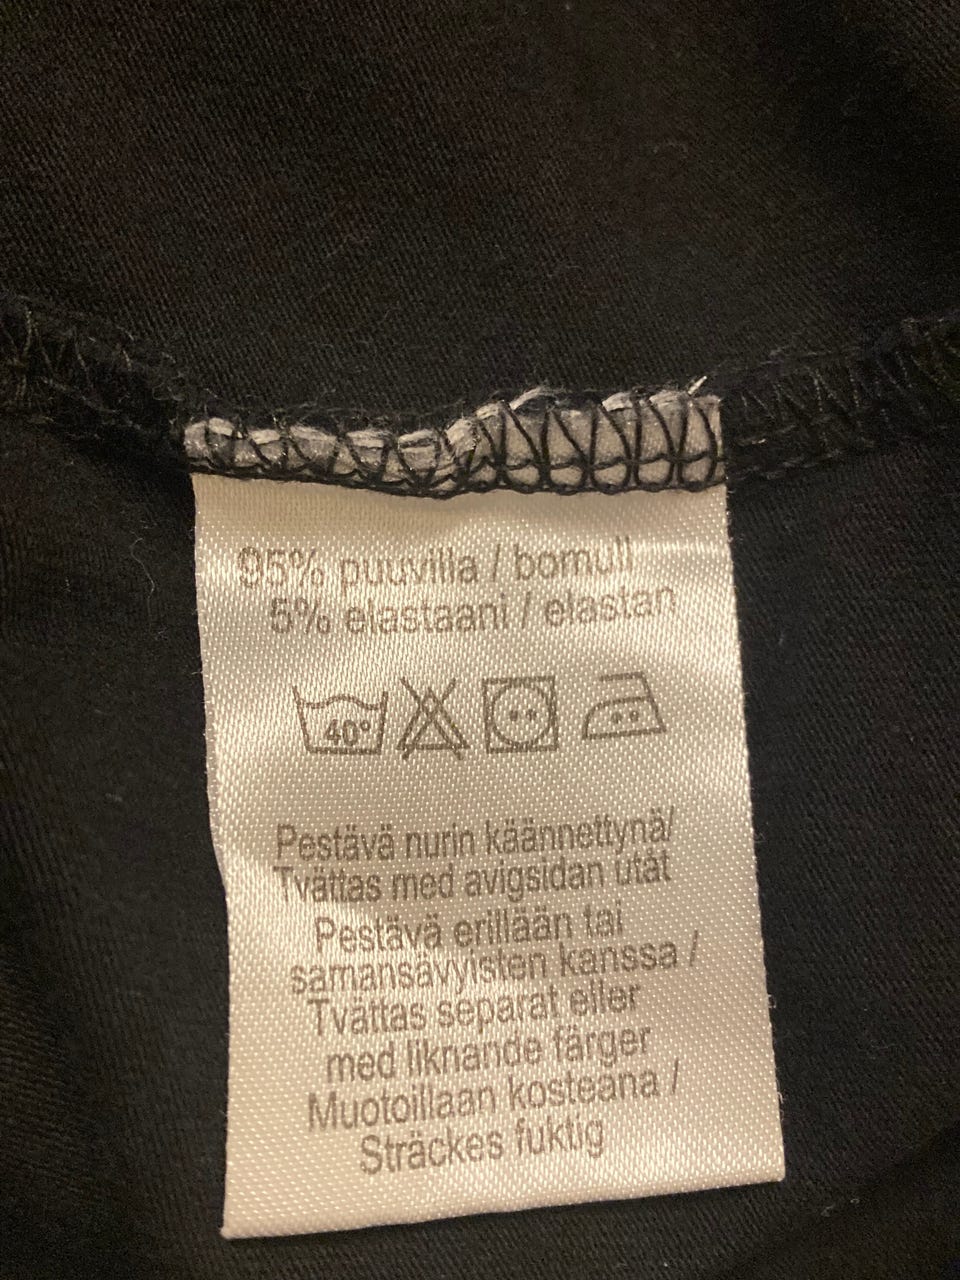 95% puuvilla / bomull
5% elastaani / elastan
40°
Pestävä nurin käännettynä/
Tvättas med avigsidan utåt
Pestävä erillään tai
samansävyisten kanssa /
Tvättas separat eller
med liknande färger
Muotoillaan kosteana /
Sträckes fuktig